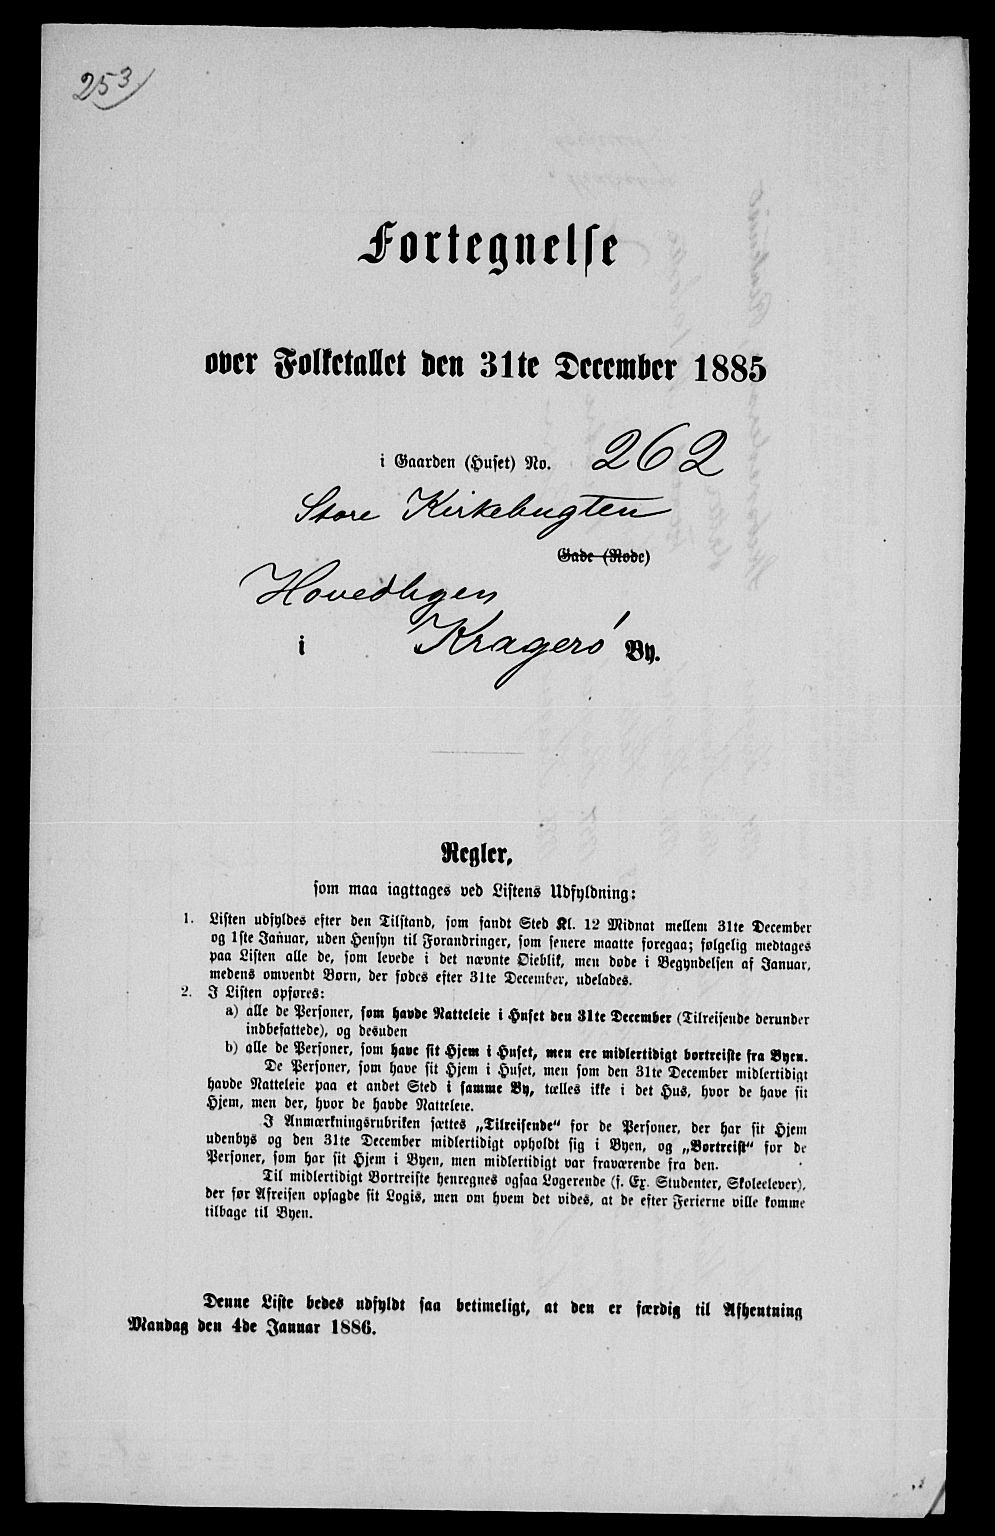 253
Fortegnelse
over Folketallet den 31te December 1885
i Gaarden (Huset) No. 262
Store Kirkebugten
Gade (Rode)
Hovedbyen
i Kragerø By.
Regler,
som maa iagttages ved Listens Udfyldning:
1. Listen udfyldes efter den Tilstand, som fandt Sted Kl. 12 Midnat mellem 31te December
og 1ste Januar, uden Hensyn til Forandringer, som senere maatte foregaa; følgelig medtages
paa Listen alle de, som levede i det nævnte Øieblik, men døde i Begyndelsen af Januar,
medens omvendt Børn, der fødes efter 31te December, udelades.
2. I Listen opføres:
a) alle de Personer, som havde Natteleie i Huset den 31te December (Tilreisende derunder
indbefattede), og desuden
b) alle de Personer, som have sit Hjem i Huset, men ere midlertidigt bortreiste fra Byen.
De Personer, som have sit Hjem i Huset, men som den 31te December midlertidigt
havde Natteleie paa et andet Sted i samme By, tælles ikke i det Hus, hvor de have sit
Hjem, men der, hvor de havde Natteleie.
I Anmærkningsrubriken sættes „Tilreisende“ for de Personer, der har sit Hjem
udenbys og den 31te December midlertidigt opholdt sig i Byen, og „Bortreist“ for de
Personer, som har sit Hjem i Byen, men midlertidigt var fraværende fra den.
Til midlertidigt Bortreiste henregnes ogsaa Logerende (f. Ex. Studenter, Skoleelever),
der før Afreisen opsagde sit Logis, men om hvem det vides, at de efter Ferierne ville komme
tilbage til Byen.
Denne Liste bedes udfyldt saa betimeligt, at den er færdig til Afhentning
Mandag den 4de Januar 1886.